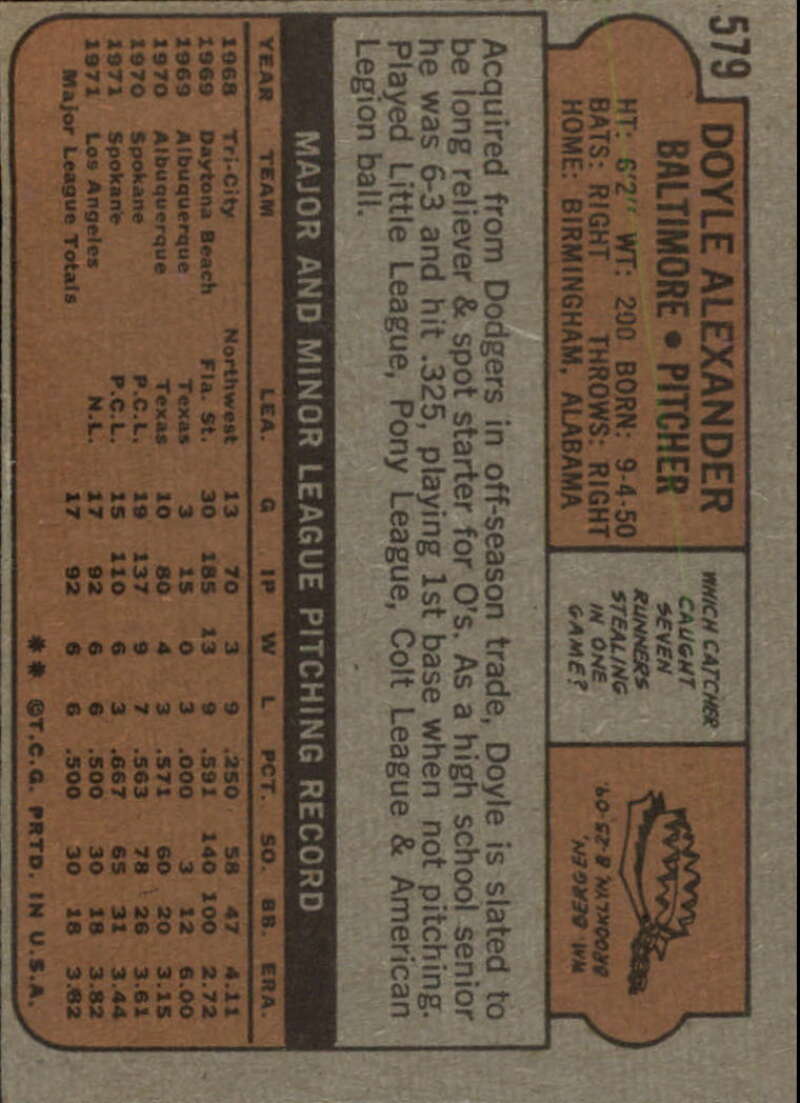 579
DOYLE ALEXANDER
BALTIMORE • PITCHER
HT: 6'2" WT: 200 BORN: 9-4-50
BATS: RIGHT THROWS: RIGHT
HOME: BIRMINGHAM, ALABAMA
WHICH CATCHER
CAUGHT
SEVEN
RUNNERS
STEALING
IN ONE
GAME?
WM BERGEN,
BROOKLYN, 8-23-09.
Acquired from Dodgers in off-season trade, Doyle is slated to
be long reliever & spot starter for O's. As a high school senior
he was 6-3 and hit .325, playing 1st base when not pitching.
Played Little League, Pony League, Colt League & American
Legion ball.
MAJOR AND MINOR LEAGUE PITCHING RECORD
YEAR TEAM LEA. G IP W L PCT. SO. BB. ERA.
1968 Tri-City Northwest 13 70 3 9 .250 58 47 4.11
1969 Daytona Beach Fla. St. 30 185 13 9 .591 140 100 2.72
1969 Albuquerque Texas 3 15 0 3 .000 3 12 6.00
1970 Albuquerque Texas 10 80 4 3 .571 60 20 3.15
1970 Spokane P.C.L. 19 137 9 7 .563 78 26 3.61
1971 Spokane P.C.L. 15 110 6 3 .667 65 31 3.44
1971 Los Angeles N.L. 17 92 6 6 .500 30 18 3.82
Major League Totals 17 92 6 6 .500 30 18 3.82
** ©T.C.G. PRTD. IN U.S.A.